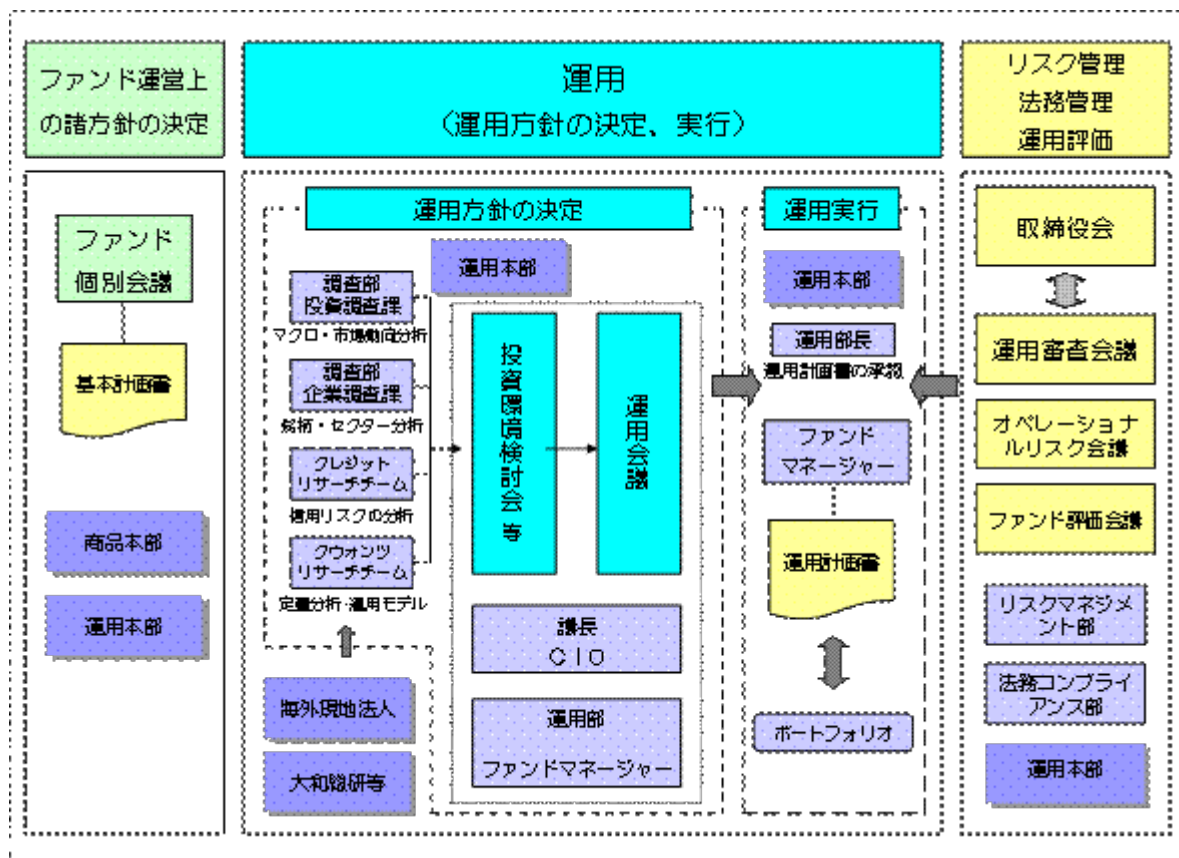 ファンド運営上
の諸方針の決定
運用
(運用方針の決定、実行)
リスク管理
法務管理
運用評価
ファンド
個別会議
基本計画書
商品本部
運用本部
運用方針の決定
運用本部
調査部
投資調査課
マクロ・市場動向分析
調査部
企業調査課
銘柄・セクター分析
クレジット
リサーチチーム
信用リスクの分析
クウォンツ
リサーチチーム
定量分析・運用モデル
海外現地法人
大和総研等
投資環境検討会 等
運用会議
議長
CIO
運用部
ファンドマネージャー
運用実行
運用本部
運用部長
運用計画書の承認
ファンド
マネージャー
運用計画書
ポートフォリオ
取締役会
運用審査会議
オペレーショナ
ルリスク会議
ファンド評価会議
リスクマネジメ
ント部
法務コンプライ
アンス部
運用本部